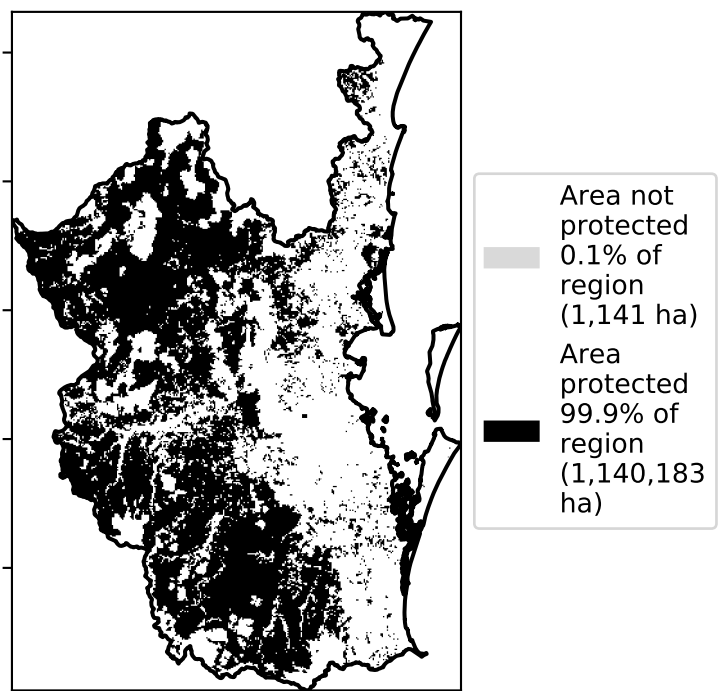 Area not
protected
0.1% of
region
(1,141 ha)
Area
protected
99.9% of
region
(1,140,183
ha)